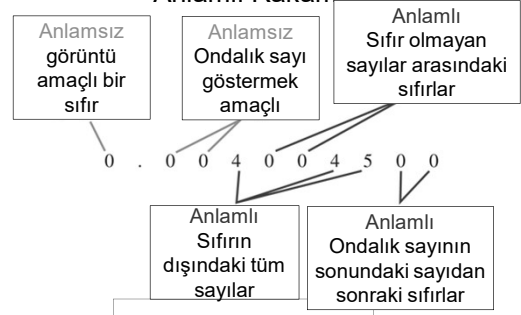 Anlamlı Rakam
Anlamsız
görüntü
amaçlı bir
sıfır
Anlamsız
Ondalık sayı
göstermek
amaçlı
Anlamlı
Sıfır olmayan
sayılar arasındaki
sıfırlar
0 . 0 0 4 0 0 4 5 0 0
Anlamlı
Sıfırın
dışındaki tüm
sayılar
Anlamlı
Ondalık sayının
sonundaki sayıdan
sonraki sıfırlar